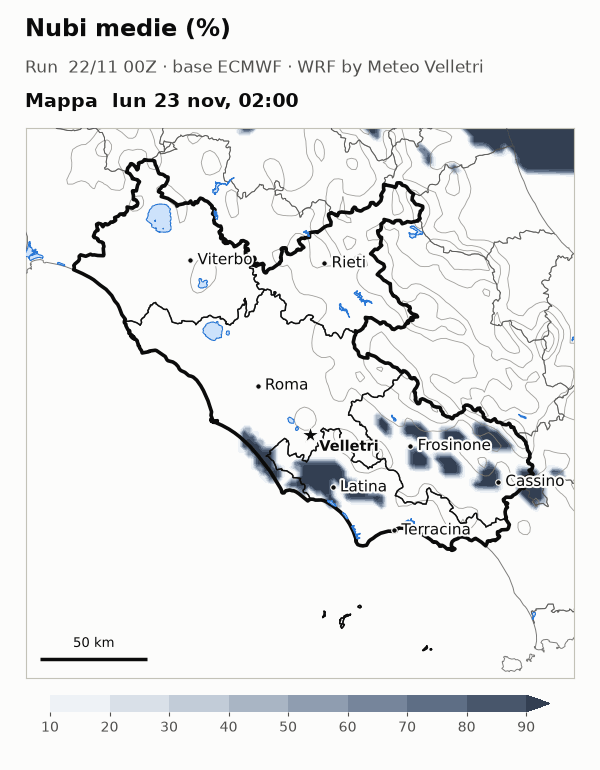 Nubi medie (%)
Run  22/11 00Z · base ECMWF · WRF by Meteo Velletri
Mappa  lun 23 nov, 02:00
Viterbo
Rieti
Roma
Velletri
Frosinone
Cassino
Latina
Terracina
50 km
10 20 30 40 50 60 70 80 90